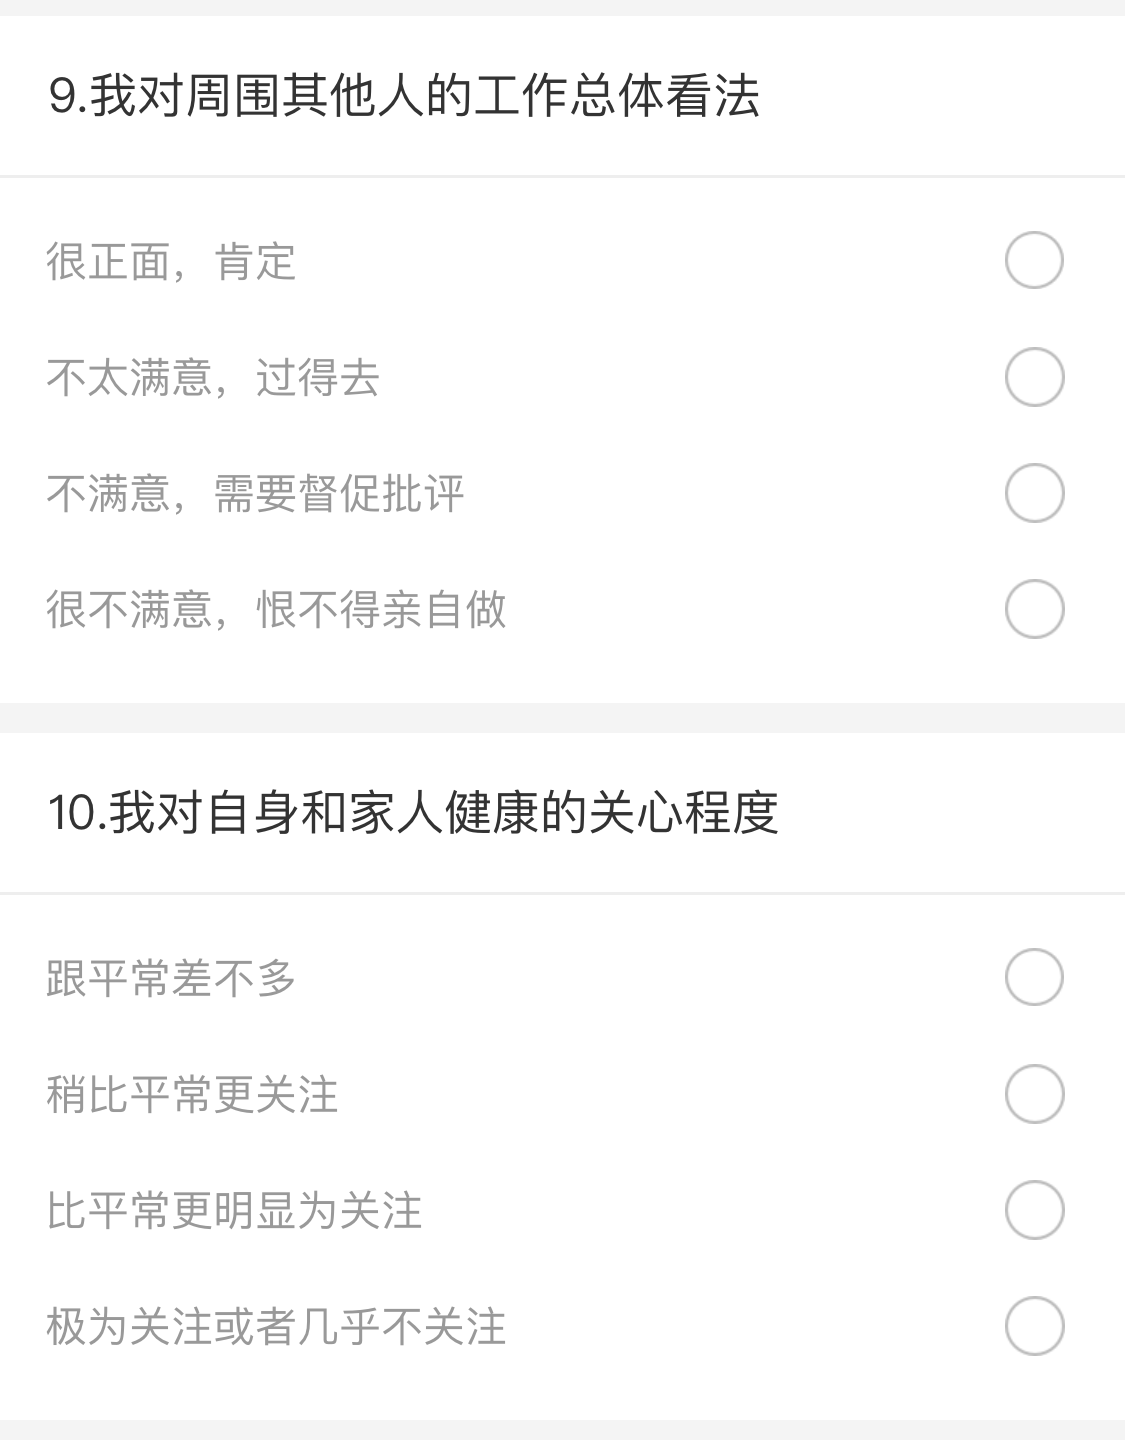 9.我对周围其他人的工作总体看法
很正面，肯定
不太满意，过得去
不满意，需要督促批评
很不满意，恨不得亲自做
10.我对自身和家人健康的关心程度
跟平常差不多
稍比平常更关注
比平常更明显为关注
极为关注或者几乎不关注